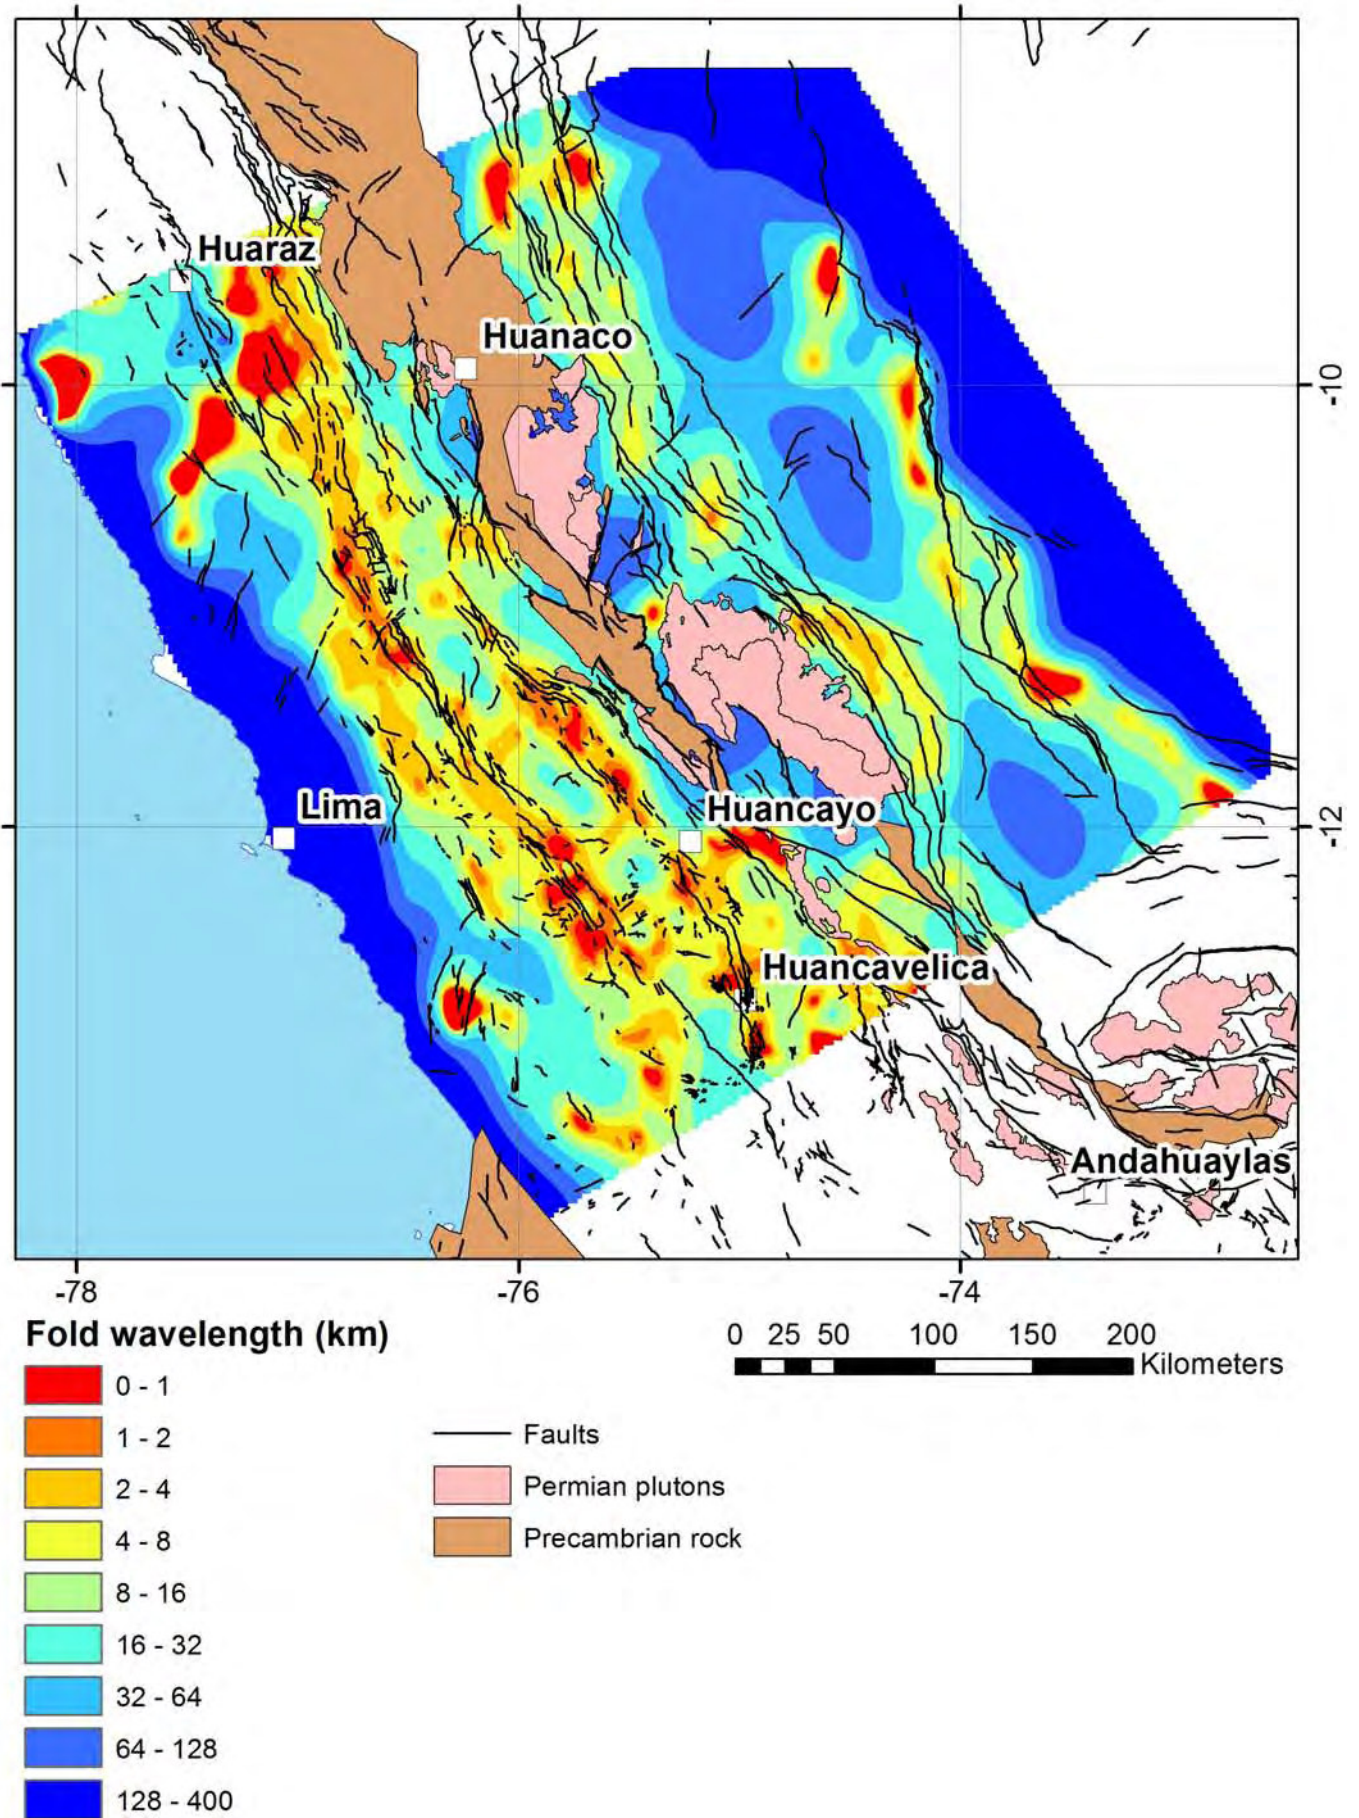 Huaraz
Huanaco
-10
Lima
Huancayo
-12
Huancavelica
Andahuaylas
-78
-76
-74
Fold wavelength (km)
0 - 1
1 - 2
2 - 4
4 - 8
8 - 16
16 - 32
32 - 64
64 - 128
128 - 400
0 25 50 100 150 200
Kilometers
Faults
Permian plutons
Precambrian rock